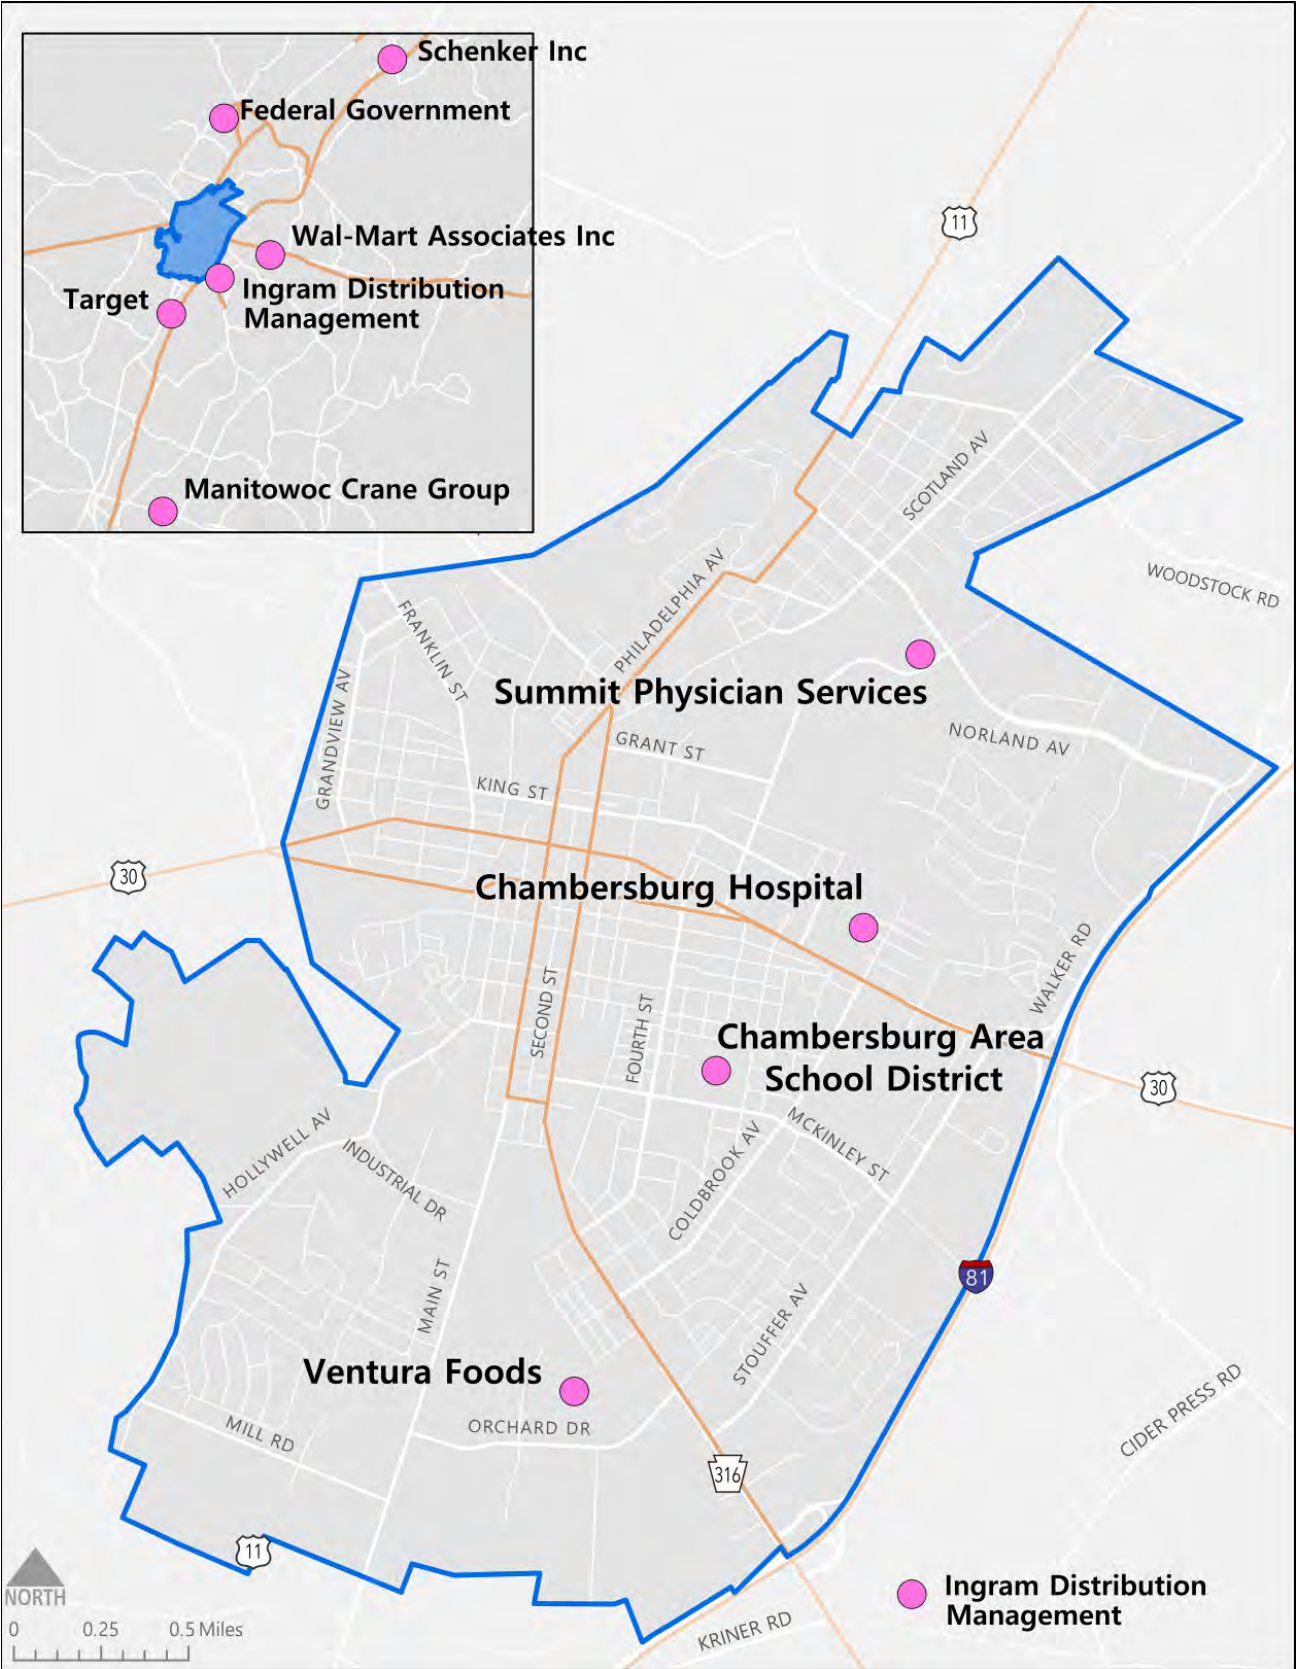 Schenker Inc
Federal Government
Wal-Mart Associates Inc
Ingram Distribution
Management
Target
Manitowoc Crane Group
11
SCOTLAND AV
WOODSTOCK RD
PHILADELPHIA AV
FRANKLIN ST
Summit Physician Services
GRANDVIEW AV
GRANT ST
NORLAND AV
KING ST
30
Chambersburg Hospital
WALKER RD
SECOND ST
FOURTH ST
Chambersburg Area
School District
30
HOLLYWELL AV
INDUSTRIAL DR
MCKINLEY ST
COLDBROOK AV
81
MAIN ST
STOUFFER AV
Ventura Foods
ORCHARD DR
MILL RD
CIDER PRESS RD
316
11
NORTH
0 0.25 0.5 Miles
Ingram Distribution
Management
KRINER RD